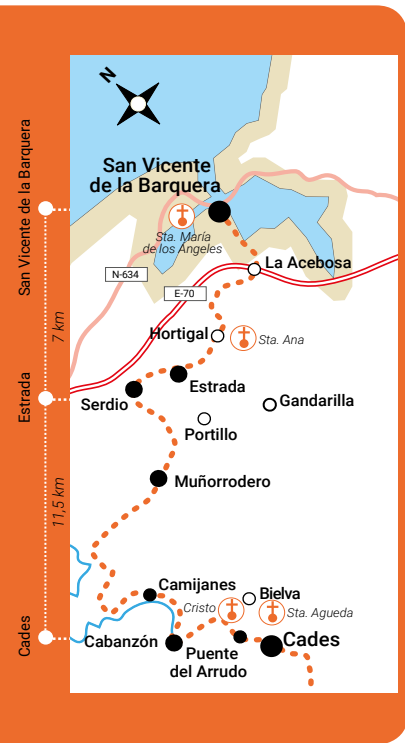 N
San Vicente
de la Barquera
Sta. María
de los Ángeles
La Acebosa
N-634
E-70
Hortigal
Sta. Ana
Estrada
Serdio
Gandarilla
Portillo
Muñorrodero
Camijanes
Bielva
Cristo
Sta. Agueda
Cabanzón
Puente
del Arrudo
Cades
San Vicente de la Barquera
7 km
Estrada
11,5 km
Cades